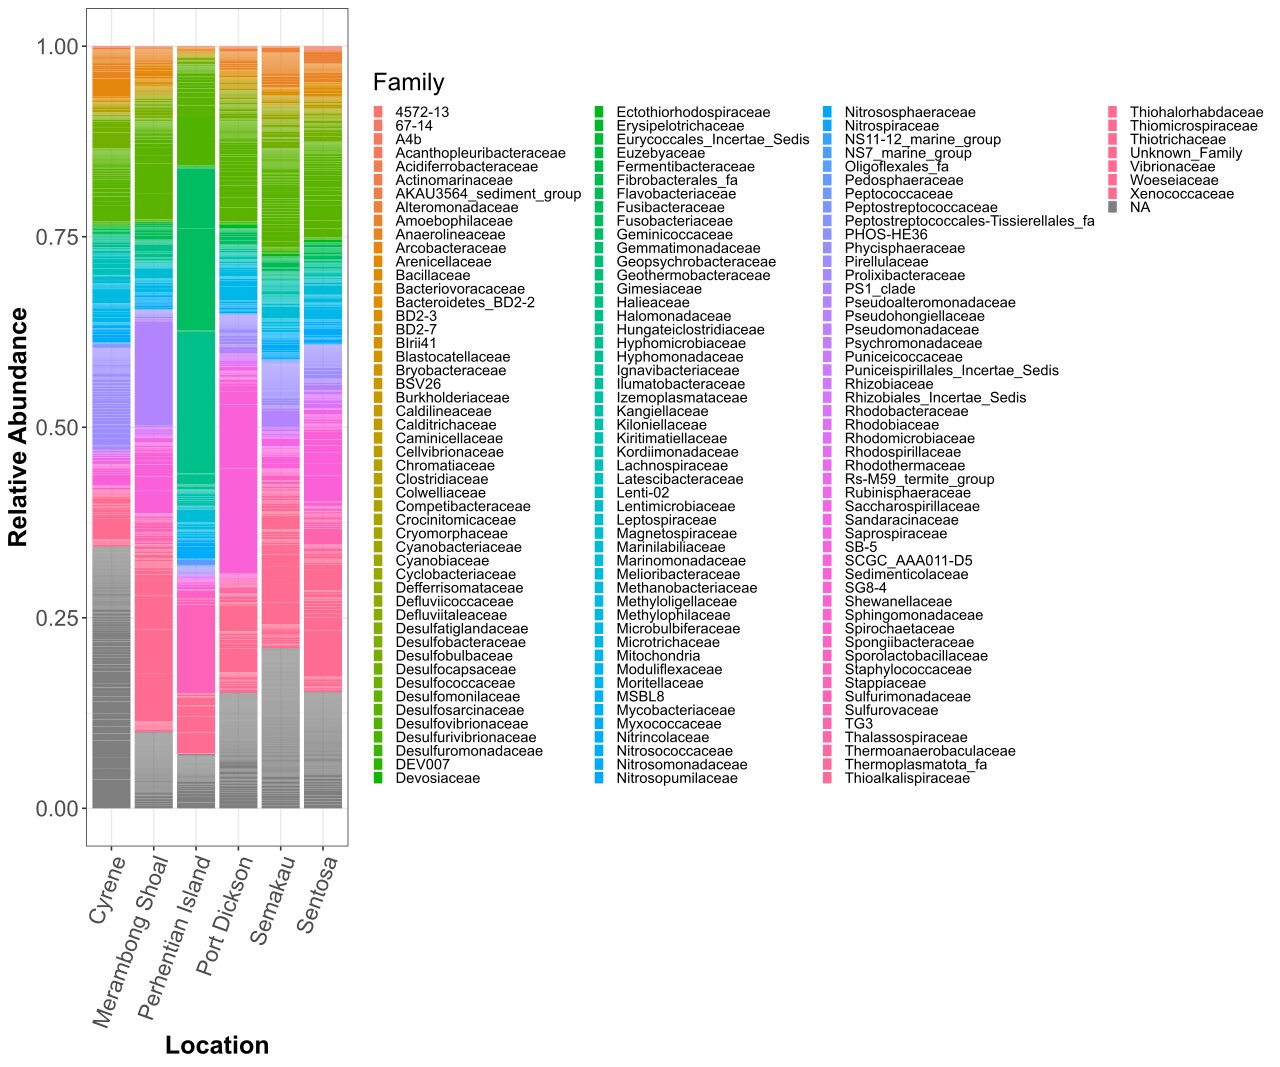 1.00
0.75
0.50
0.25
0.00
Relative Abundance
Cyrene
Merambong Shoal
Perhentian Island
Port Dickson
Semakau
Sentosa
Location
Family
4572-13
67-14
A4b
Acanthopleuribacteraceae
Acidiferrobacteraceae
Actinomarinaceae
AKAU3564_sediment_group
Alteromonadaceae
Amoebophilaceae
Anaerolineaceae
Arcobacteraceae
Arenicellaceae
Bacillaceae
Bacteriovoracaceae
Bacteroidetes_BD2-2
BD2-3
BD2-7
BIrii41
Blastocatellaceae
Bryobacteraceae
BSV26
Burkholderiaceae
Caldilineaceae
Calditrichaceae
Caminicellaceae
Cellvibrionaceae
Chromatiaceae
Clostridiaceae
Colwelliaceae
Competibacteraceae
Crocinitomicaceae
Cryomorphaceae
Cyanobacteriaceae
Cyanobiaceae
Cyclobacteriaceae
Defferrisomataceae
Defluviicoccaceae
Defluviitaleaceae
Desulfatiglandaceae
Desulfobacteraceae
Desulfobulbaceae
Desulfocapsaceae
Desulfococcaceae
Desulfomonilaceae
Desulfosarcinaceae
Desulfovibrionaceae
Desulfurivibrionaceae
Desulfuromonadaceae
DEV007
Devosiaceae
Ectothiorhodospiraceae
Erysipelotrichaceae
Eurycoccales_Incertae_Sedis
Euzebyaceae
Fermentibacteraceae
Fibrobacterales_fa
Flavobacteriaceae
Fusibacteraceae
Fusobacteriaceae
Geminicoccaceae
Gemmatimonadaceae
Geopsychrobacteraceae
Geothermobacteraceae
Gimesiaceae
Halieaceae
Halomonadaceae
Hungateiclostridiaceae
Hyphomicrobiaceae
Hyphomonadaceae
Ignavibacteriaceae
Ilumatobacteraceae
Izemoplasmataceae
Kangiellaceae
Kiloniellaceae
Kiritimatiellaceae
Kordiimonadaceae
Lachnospiraceae
Latescibacteraceae
Lenti-02
Lentimicrobiaceae
Leptospiraceae
Magnetospiraceae
Marinilabiliaceae
Marinomonadaceae
Melioribacteraceae
Methanobacteriaceae
Methyloligellaceae
Methylophilaceae
Microbulbiferaceae
Microtrichaceae
Mitochondria
Moduliflexaceae
Moritellaceae
MSBL8
Mycobacteriaceae
Myxococcaceae
Nitrincolaceae
Nitrosococcaceae
Nitrosomonadaceae
Nitrosopumilaceae
Nitrososphaeraceae
Nitrospiraceae
NS11-12_marine_group
NS7_marine_group
Oligoflexales_fa
Pedosphaeraceae
Peptococcaceae
Peptostreptococcaceae
Peptostreptococcales-Tissierellales_fa
PHOS-HE36
Phycisphaeraceae
Pirellulaceae
Prolixibacteraceae
PS1_clade
Pseudoalteromonadaceae
Pseudohongiellaceae
Pseudomonadaceae
Psychromonadaceae
Puniceicoccaceae
Puniceispirillales_Incertae_Sedis
Rhizobiaceae
Rhizobiales_Incertae_Sedis
Rhodobacteraceae
Rhodobiaceae
Rhodomicrobiaceae
Rhodospirillaceae
Rhodothermaceae
Rs-M59_termite_group
Rubinisphaeraceae
Saccharospirillaceae
Sandaracinaceae
Saprospiraceae
SB-5
SCGC_AAA011-D5
Sedimenticolaceae
SG8-4
Shewanellaceae
Sphingomonadaceae
Spirochaetaceae
Spongiibacteraceae
Sporolactobacillaceae
Staphylococcaceae
Stappiaceae
Sulfurimonadaceae
Sulfurovaceae
TG3
Thalassospiraceae
Thermoanaerobaculaceae
Thermoplasmatota_fa
Thioalkalispiraceae
Thiohalorhabdaceae
Thiomicrospiraceae
Thiotrichaceae
Unknown_Family
Vibrionaceae
Woeseiaceae
Xenococcaceae
NA